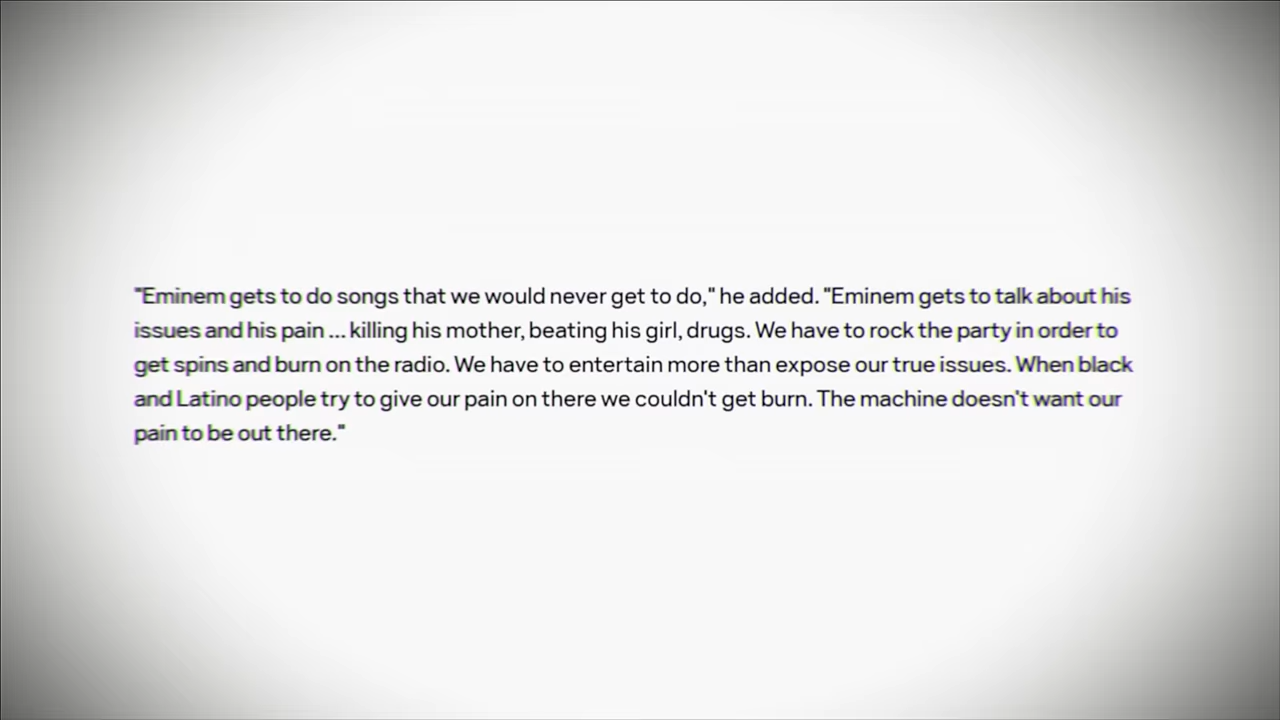 "Eminem gets to do songs that we would never get to do," he added. "Eminem gets to talk about his
issues and his pain ... killing his mother, beating his girl, drugs. We have to rock the party in order to
get spins and burn on the radio. We have to entertain more than expose our true issues. When black
and Latino people try to give our pain on there we couldn't get burn. The machine doesn't want our
pain to be out there."